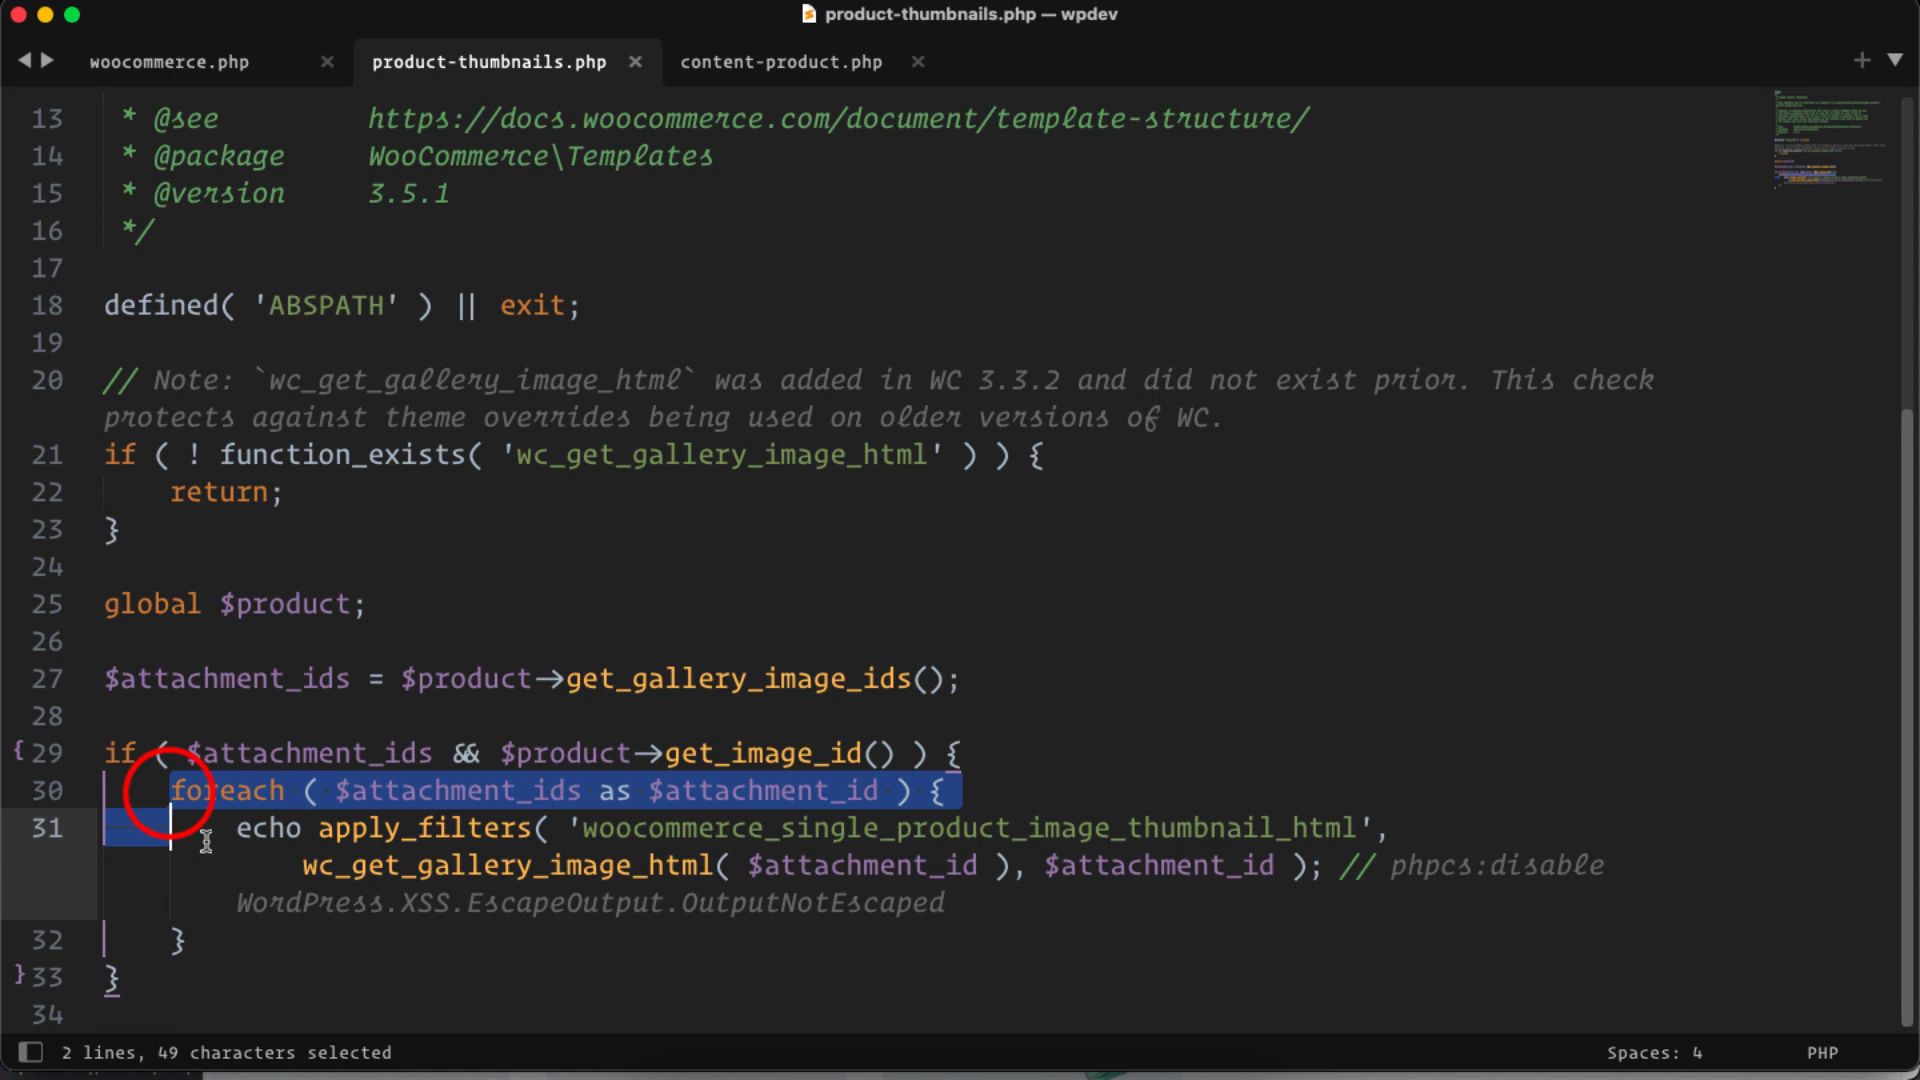 product-thumbnails.php — wpdev
woocommerce.php × product-thumbnails.php × content-product.php ×
13 * @see https://docs.woocommerce.com/document/template-structure/
14 * @package WooCommerce\Templates
15 * @version 3.5.1
16 */
17
18 defined( 'ABSPATH' ) || exit;
19
20 // Note: `wc_get_gallery_image_html` was added in WC 3.3.2 and did not exist prior. This check
protects against theme overrides being used on older versions of WC.
21 if ( ! function_exists( 'wc_get_gallery_image_html' ) ) {
22 return;
23 }
24
25 global $product;
26
27 $attachment_ids = $product->get_gallery_image_ids();
28
{ 29 if ( $attachment_ids && $product->get_image_id() ) {
30 foreach ( $attachment_ids as $attachment_id ) {
31 echo apply_filters( 'woocommerce_single_product_image_thumbnail_html',
wc_get_gallery_image_html( $attachment_id ), $attachment_id ); // phpcs:disable
WordPress.XSS.EscapeOutput.OutputNotEscaped
32 }
} 33 }
34
2 lines, 49 characters selected Spaces: 4 PHP